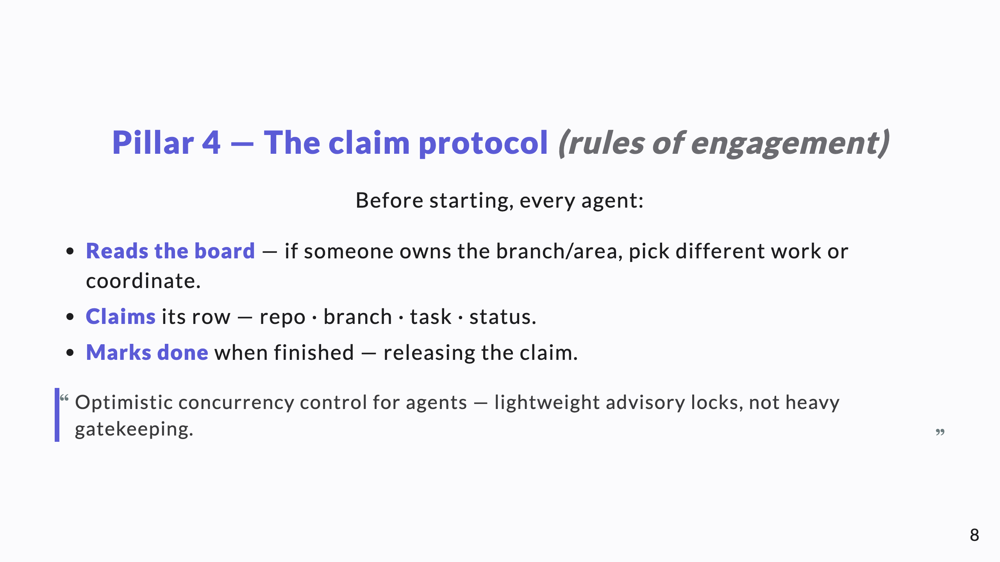 Pillar 4 — The claim protocol (rules of engagement)
Before starting, every agent:
• Reads the board — if someone owns the branch/area, pick different work or
coordinate.
• Claims its row — repo · branch · task · status.
• Marks done when finished — releasing the claim.
“ Optimistic concurrency control for agents — lightweight advisory locks, not heavy
gatekeeping. ”
8